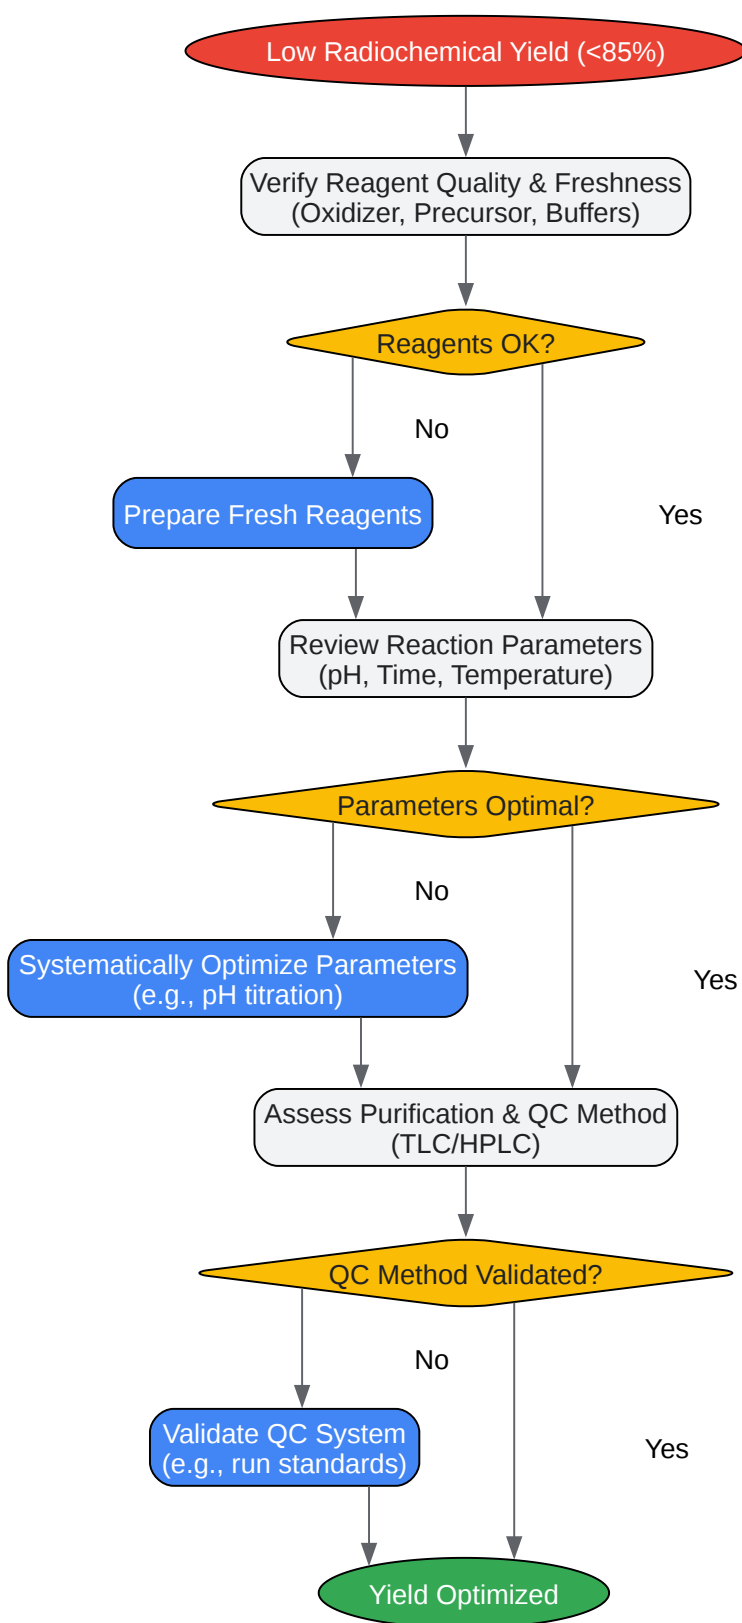 Low Radiochemical Yield (<85%)
Verify Reagent Quality & Freshness
(Oxidizer, Precursor, Buffers)
Reagents OK?
No
Prepare Fresh Reagents
Yes
Review Reaction Parameters
(pH, Time, Temperature)
Parameters Optimal?
No
Systematically Optimize Parameters
(e.g., pH titration)
Yes
Assess Purification & QC Method
(TLC/HPLC)
QC Method Validated?
No
Validate QC System
(e.g., run standards)
Yes
Yield Optimized